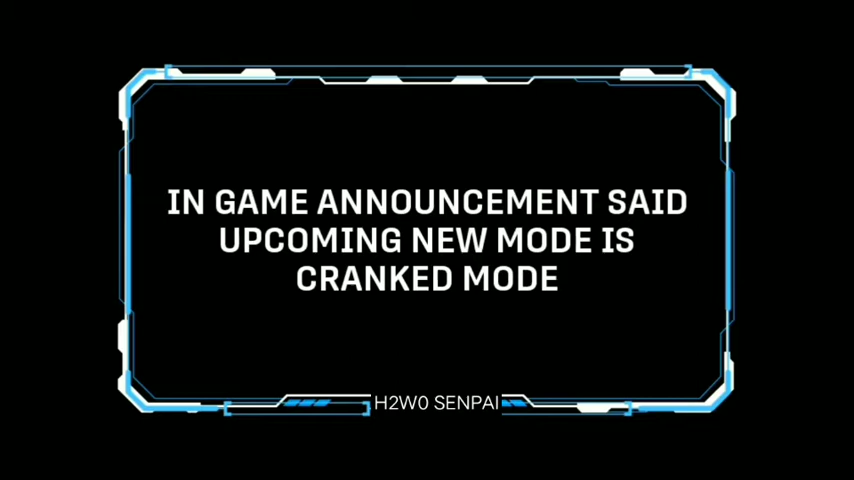 IN GAME ANNOUNCEMENT SAID
UPCOMING NEW MODE IS
CRANKED MODE
H2W0 SENPAI